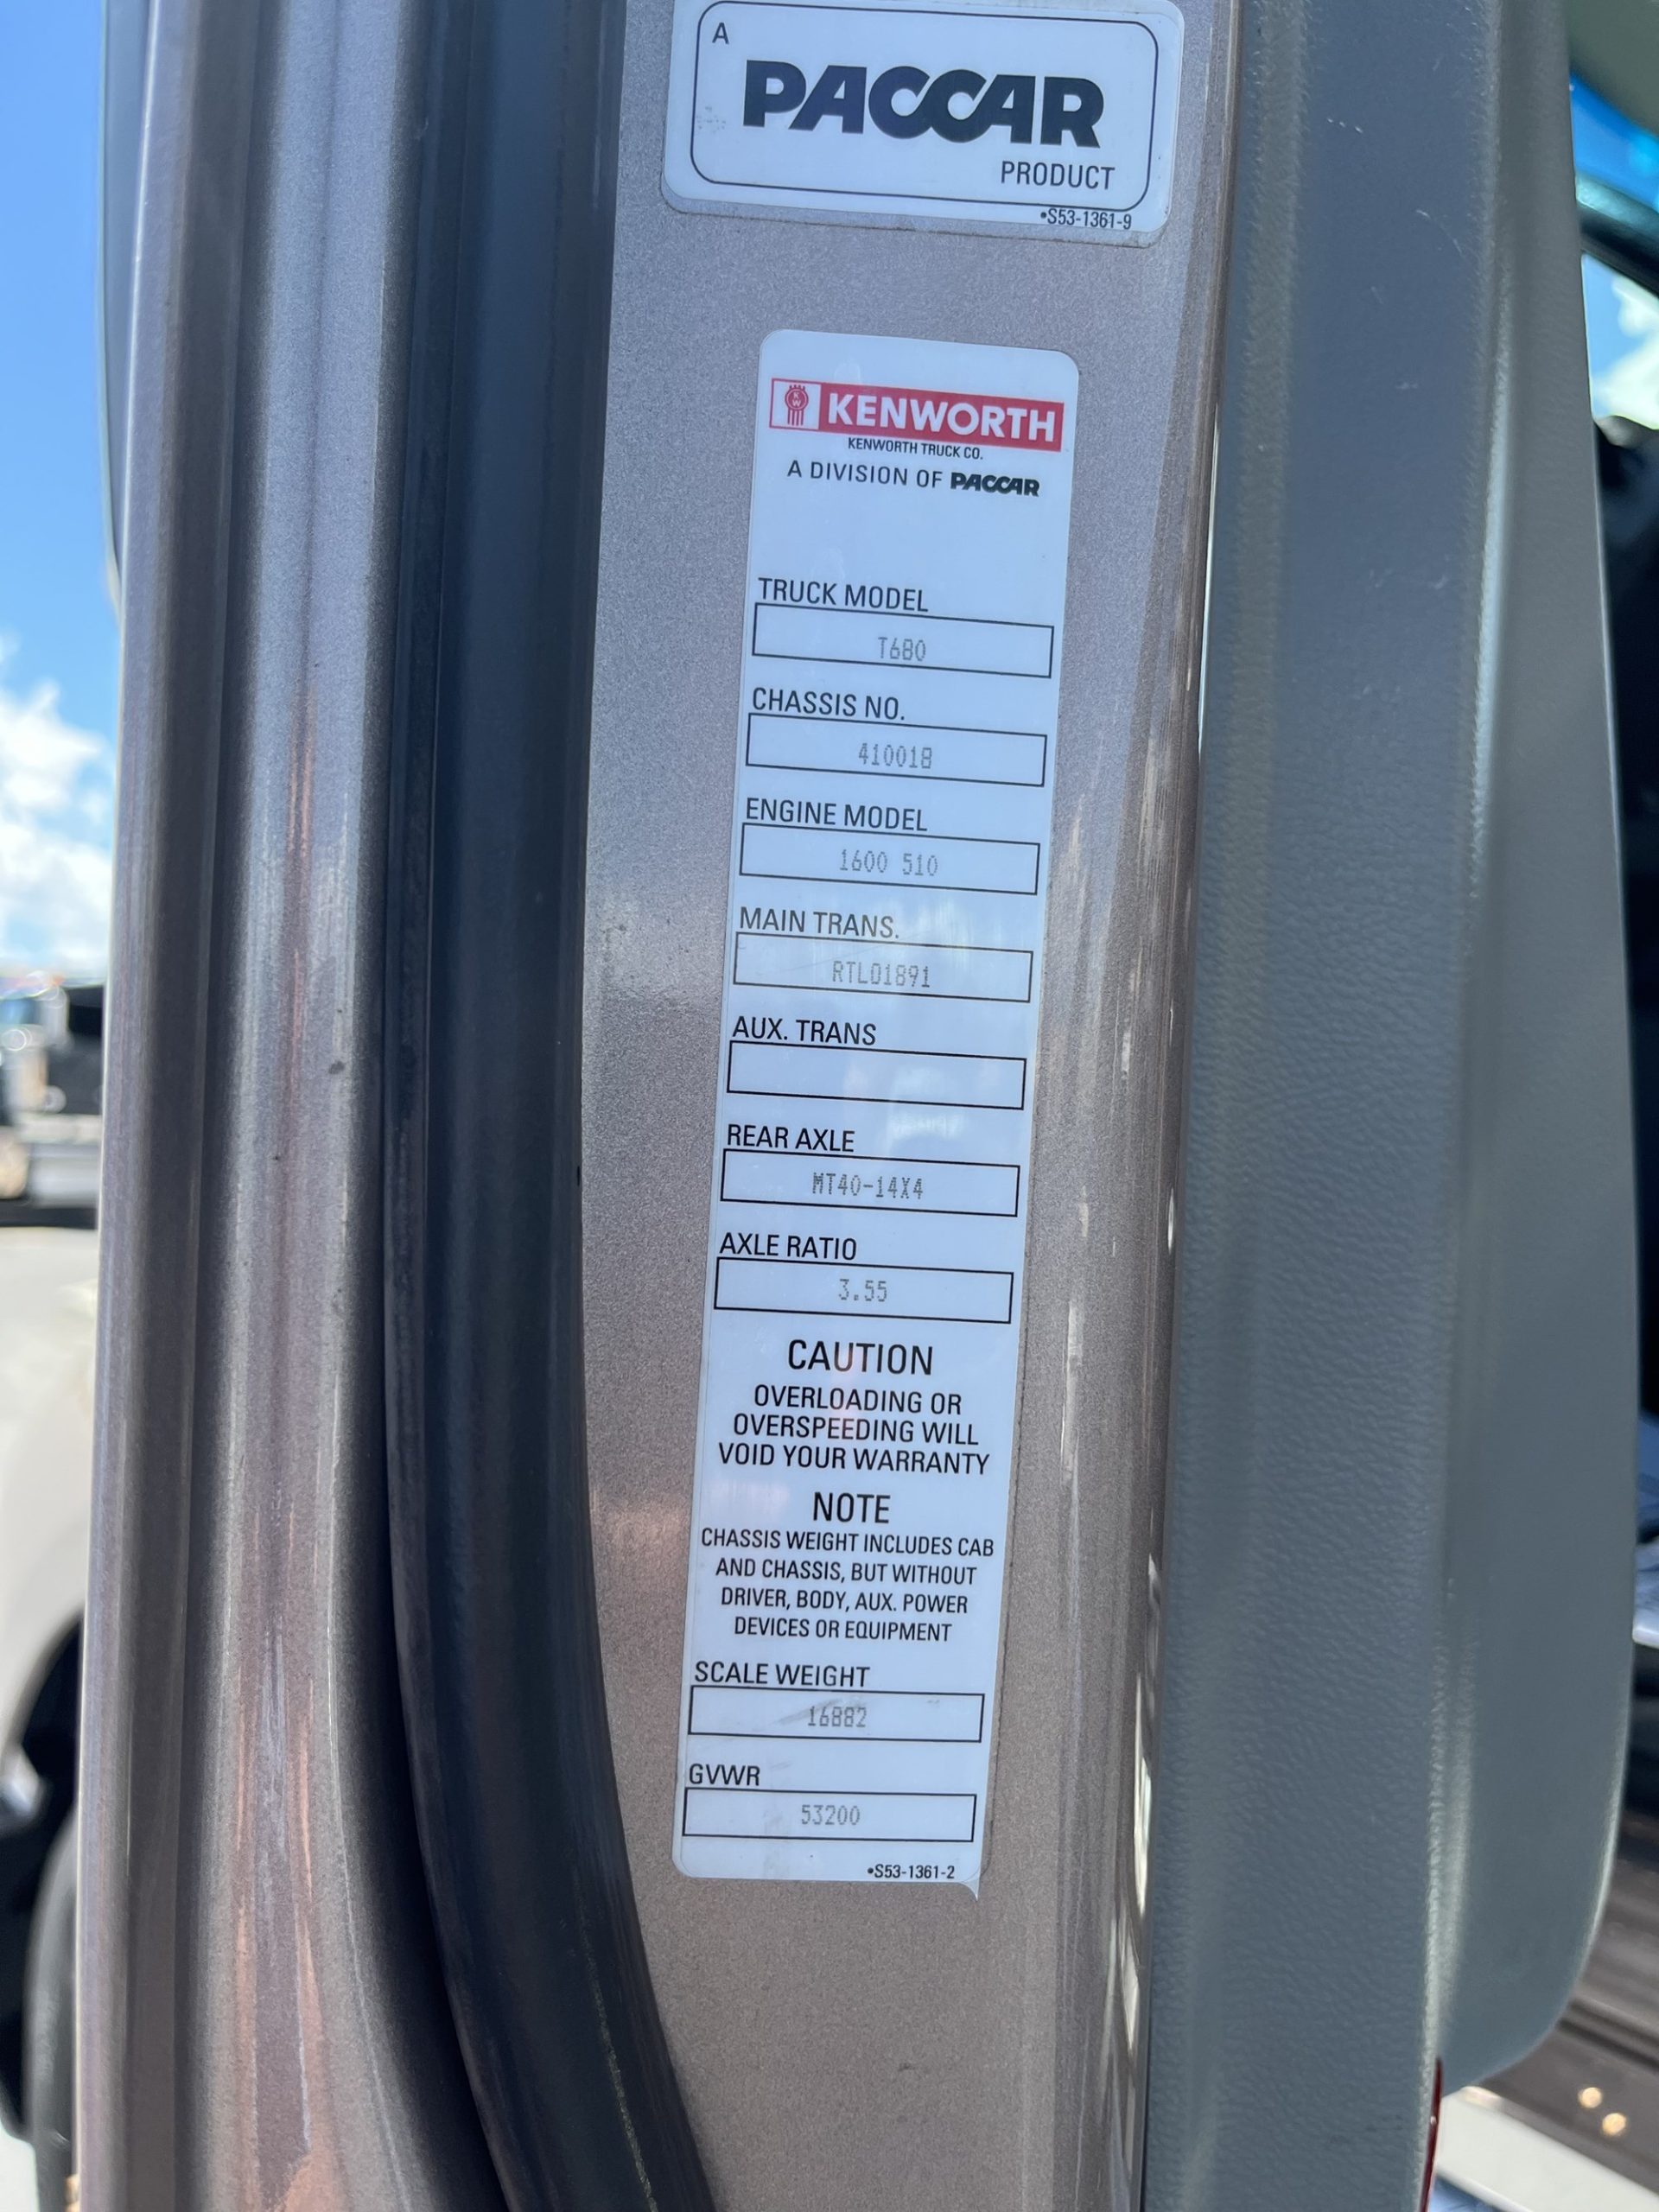 A
PACCAR
PRODUCT
•S53-1361-9
KW
KENWORTH
KENWORTH TRUCK CO.
A DIVISION OF PACCAR
TRUCK MODEL
T680
CHASSIS NO.
410018
ENGINE MODEL
1600 510
MAIN TRANS.
RTLO1891
AUX. TRANS
REAR AXLE
MT40-14X4
AXLE RATIO
3.55
CAUTION
OVERLOADING OR
OVERSPEEDING WILL
VOID YOUR WARRANTY
NOTE
CHASSIS WEIGHT INCLUDES CAB
AND CHASSIS, BUT WITHOUT
DRIVER, BODY, AUX. POWER
DEVICES OR EQUIPMENT
SCALE WEIGHT
16882
GVWR
53200
•S53-1361-2